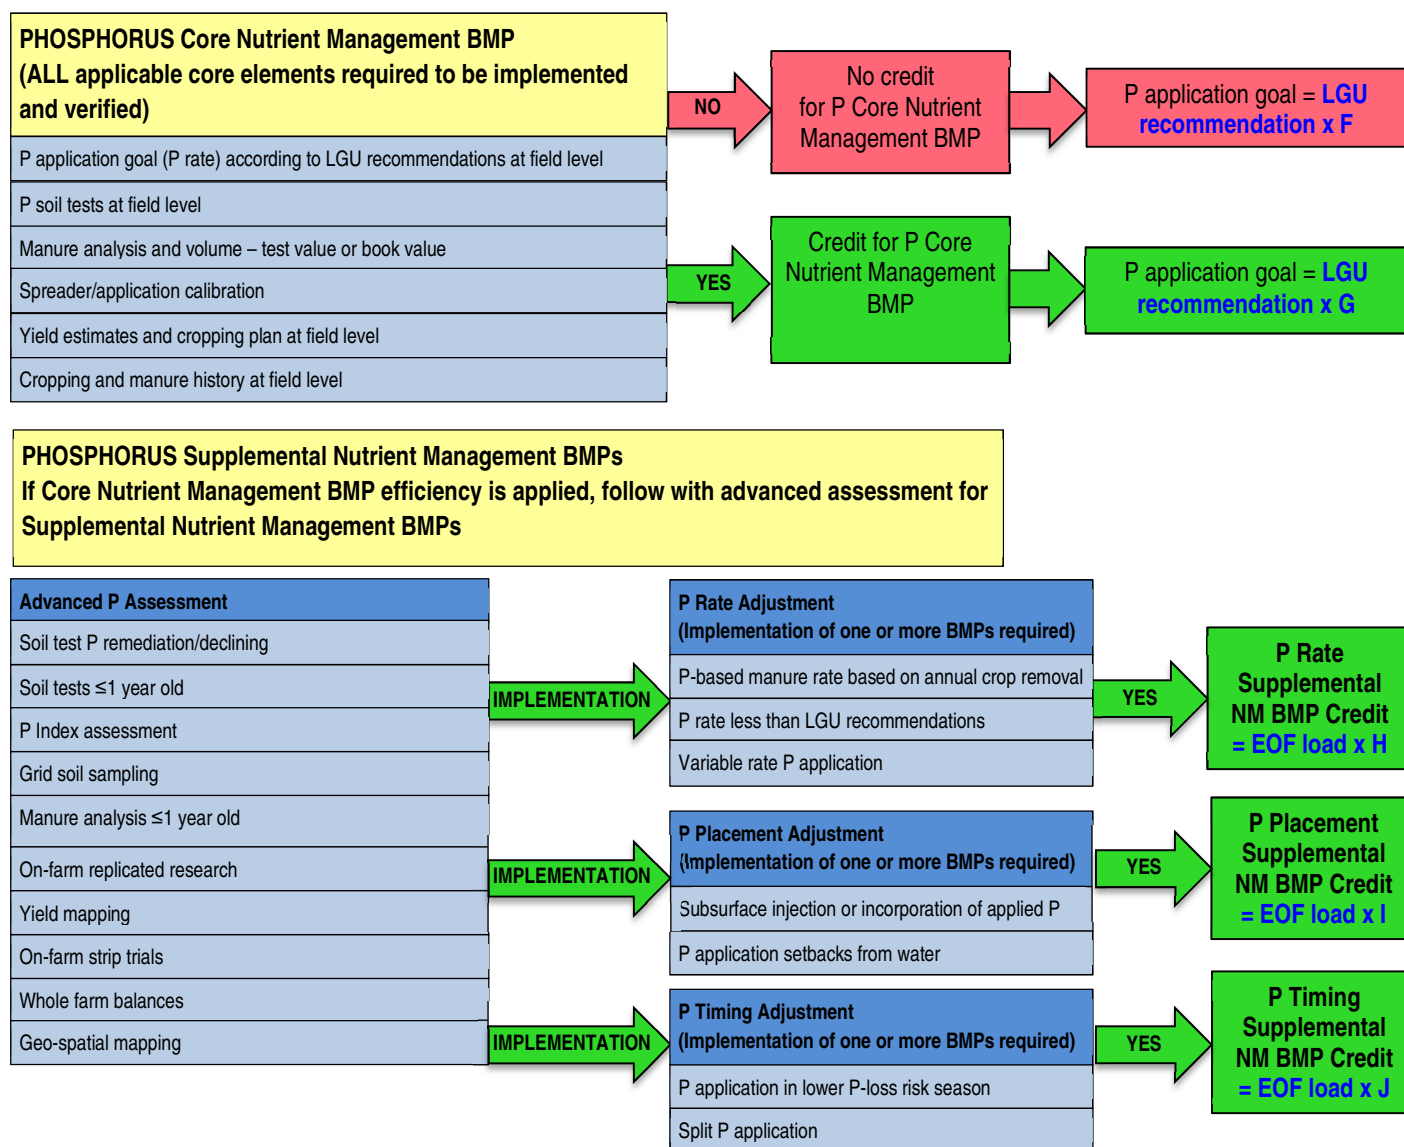 PHOSPHORUS Core Nutrient Management BMP
(ALL applicable core elements required to be implemented
and verified)
P application goal (P rate) according to LGU recommendations at field level
P soil tests at field level
Manure analysis and volume – test value or book value
Spreader/application calibration
Yield estimates and cropping plan at field level
Cropping and manure history at field level
NO
No credit
for P Core Nutrient
Management BMP
P application goal = LGU
recommendation x F
YES
Credit for P Core
Nutrient Management
BMP
P application goal = LGU
recommendation x G
PHOSPHORUS Supplemental Nutrient Management BMPs
If Core Nutrient Management BMP efficiency is applied, follow with advanced assessment for
Supplemental Nutrient Management BMPs
Advanced P Assessment
Soil test P remediation/declining
Soil tests ≤1 year old
P Index assessment
Grid soil sampling
Manure analysis ≤1 year old
On-farm replicated research
Yield mapping
On-farm strip trials
Whole farm balances
Geo-spatial mapping
IMPLEMENTATION
P Rate Adjustment
(Implementation of one or more BMPs required)
P-based manure rate based on annual crop removal
P rate less than LGU recommendations
Variable rate P application
YES
P Rate
Supplemental
NM BMP Credit
= EOF load x H
IMPLEMENTATION
P Placement Adjustment
(Implementation of one or more BMPs required)
Subsurface injection or incorporation of applied P
P application setbacks from water
YES
P Placement
Supplemental
NM BMP Credit
= EOF load x I
IMPLEMENTATION
P Timing Adjustment
(Implementation of one or more BMPs required)
P application in lower P-loss risk season
Split P application
YES
P Timing
Supplemental
NM BMP Credit
= EOF load x J